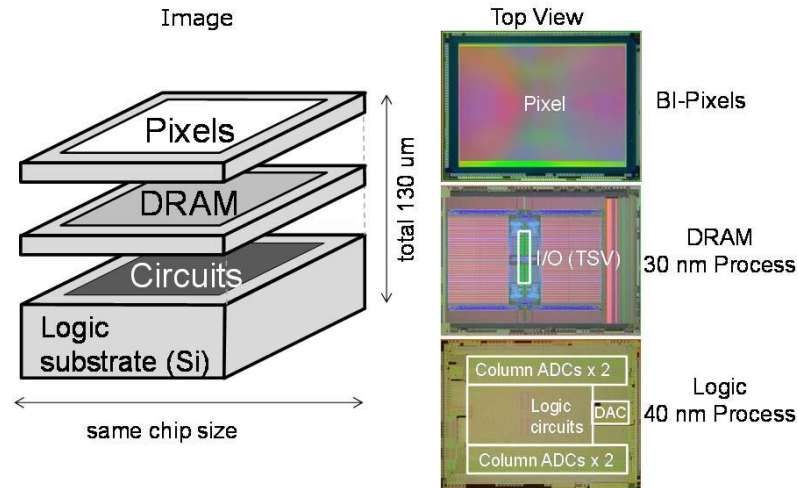 Image
Top View
Pixels
DRAM
Circuits
Logic
substrate (Si)
total 130 um
same chip size
Pixel
BI-Pixels
I/O (TSV)
DRAM
30 nm Process
Column ADCs x 2
Logic
circuits
DAC
Column ADCs x 2
Logic
40 nm Process